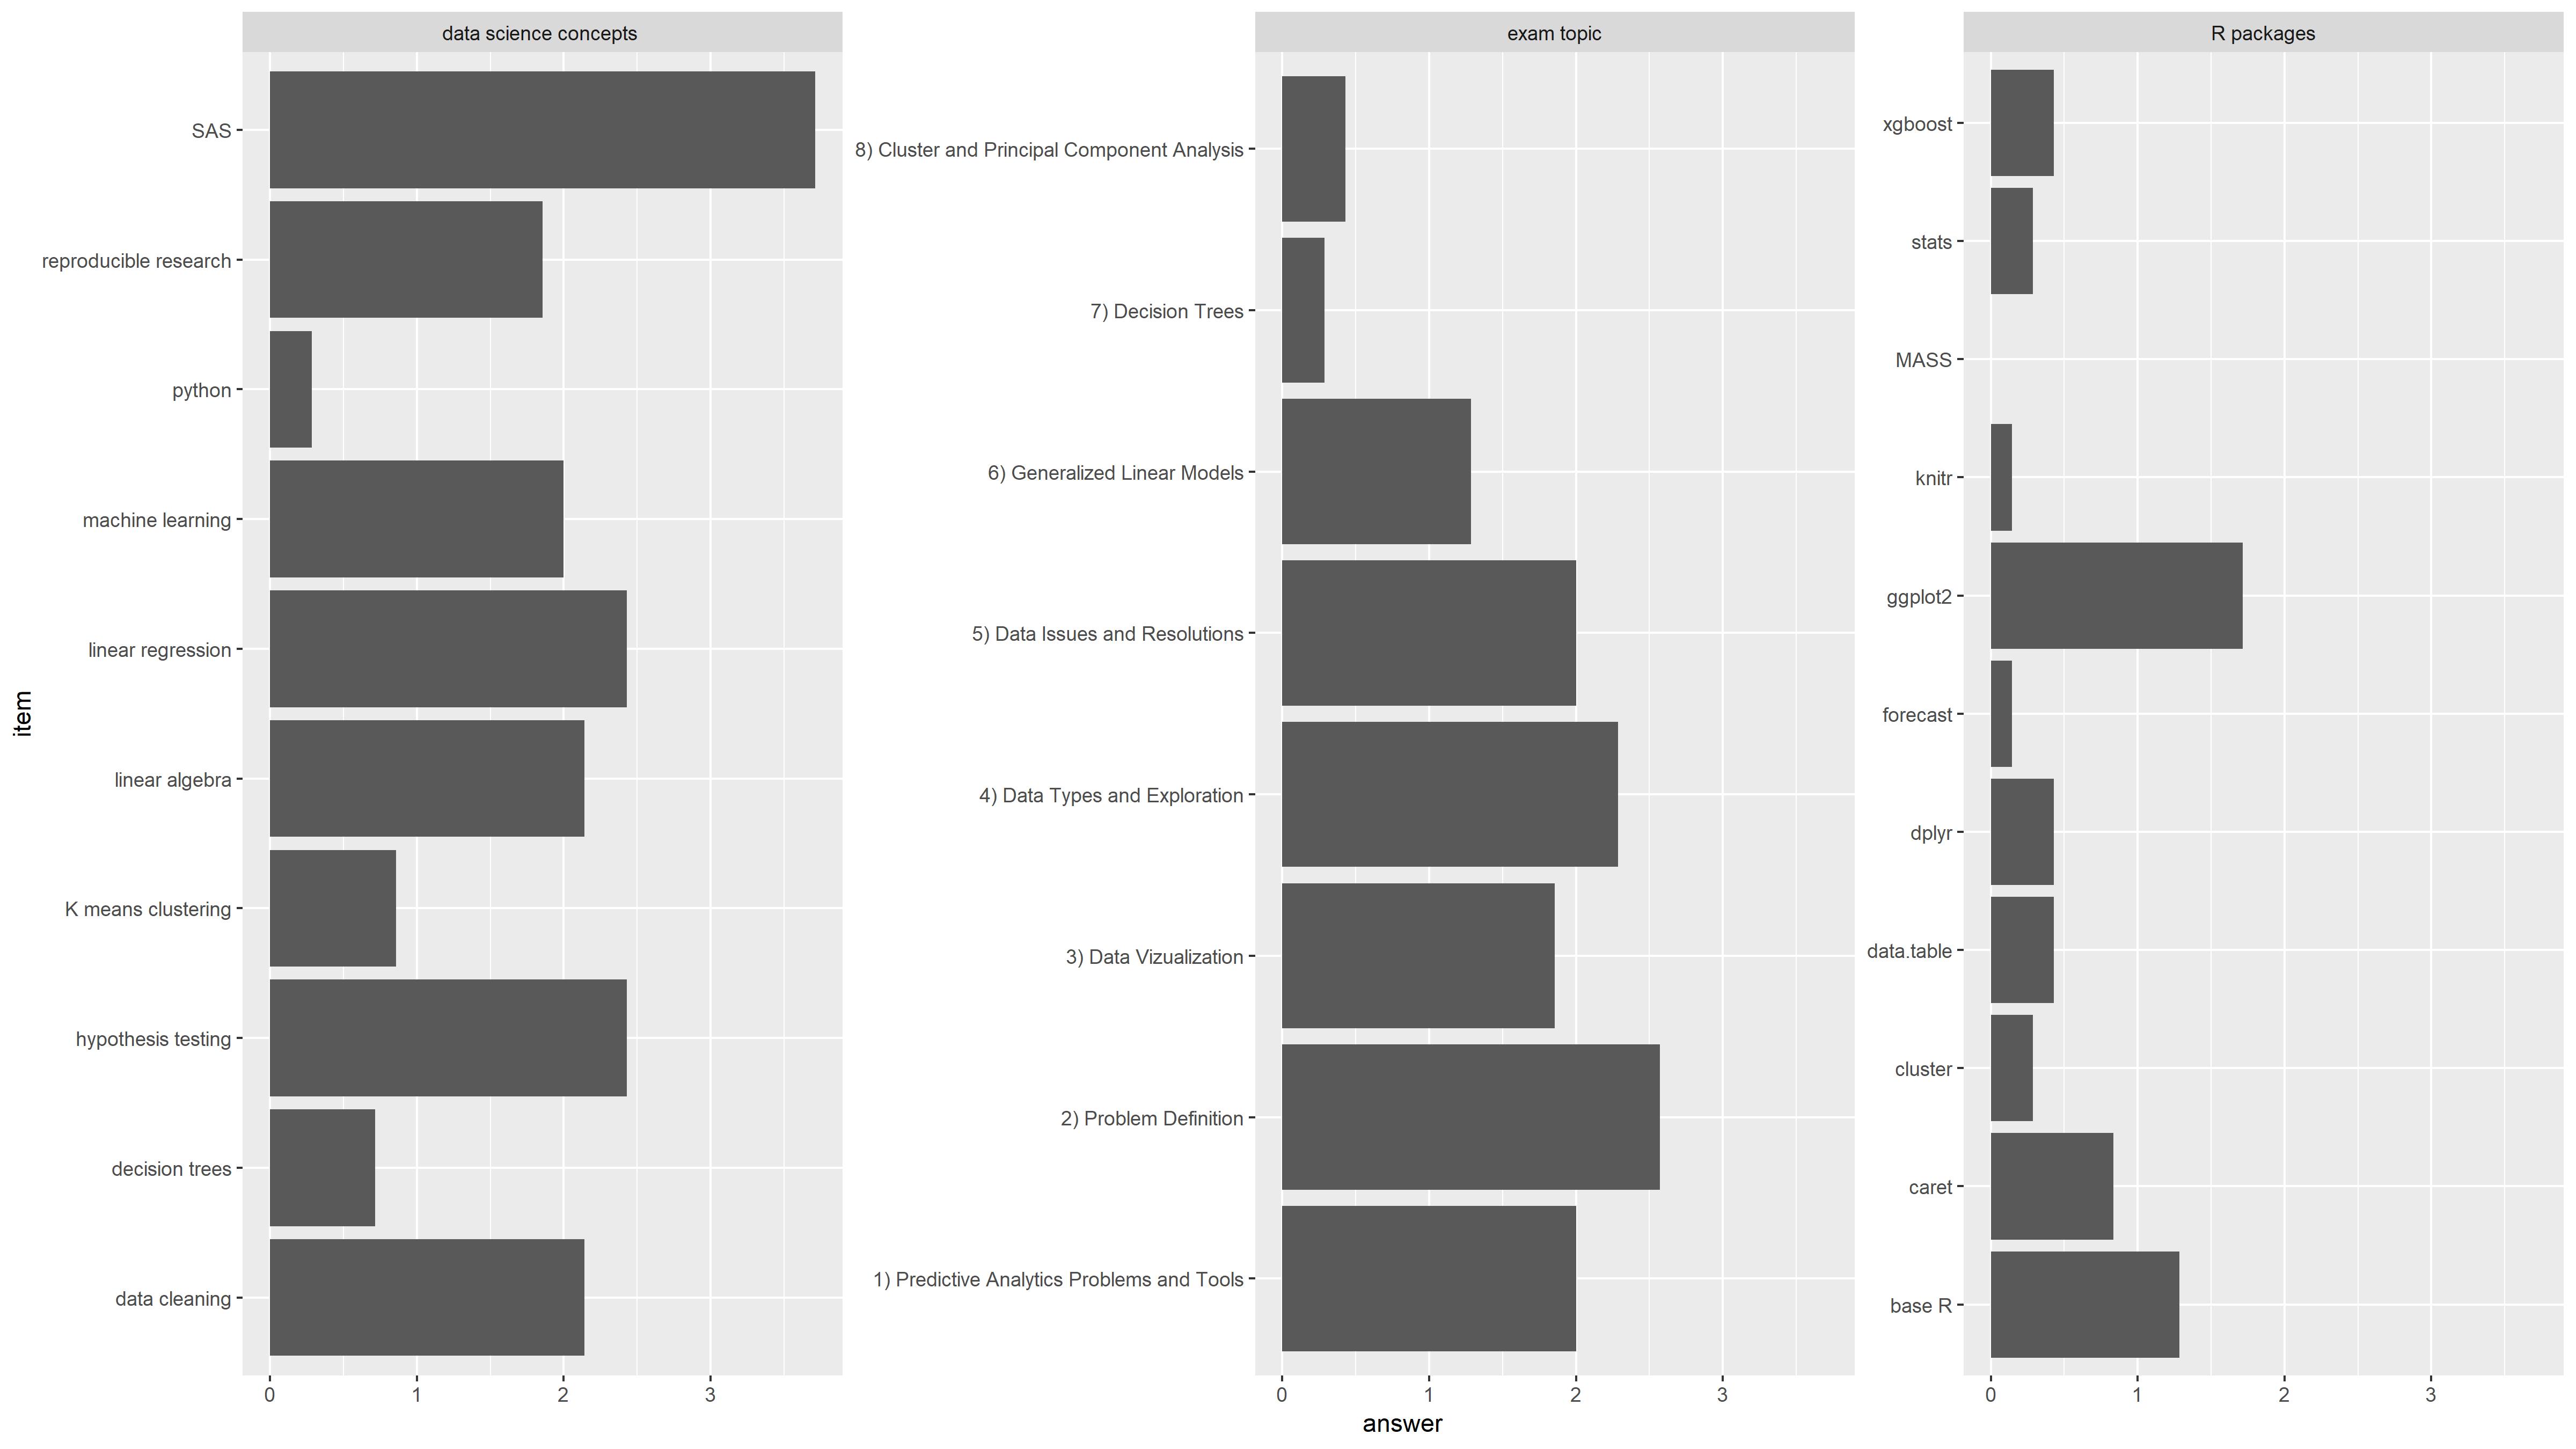 data science concepts
exam topic
R packages
item
SAS
reproducible research
python
machine learning
linear regression
linear algebra
K means clustering
hypothesis testing
decision trees
data cleaning
0 1 2 3
8) Cluster and Principal Component Analysis
7) Decision Trees
6) Generalized Linear Models
5) Data Issues and Resolutions
4) Data Types and Exploration
3) Data Vizualization
2) Problem Definition
1) Predictive Analytics Problems and Tools
0 1 2 3
xgboost
stats
MASS
knitr
ggplot2
forecast
dplyr
data.table
cluster
caret
base R
0 1 2 3
answer